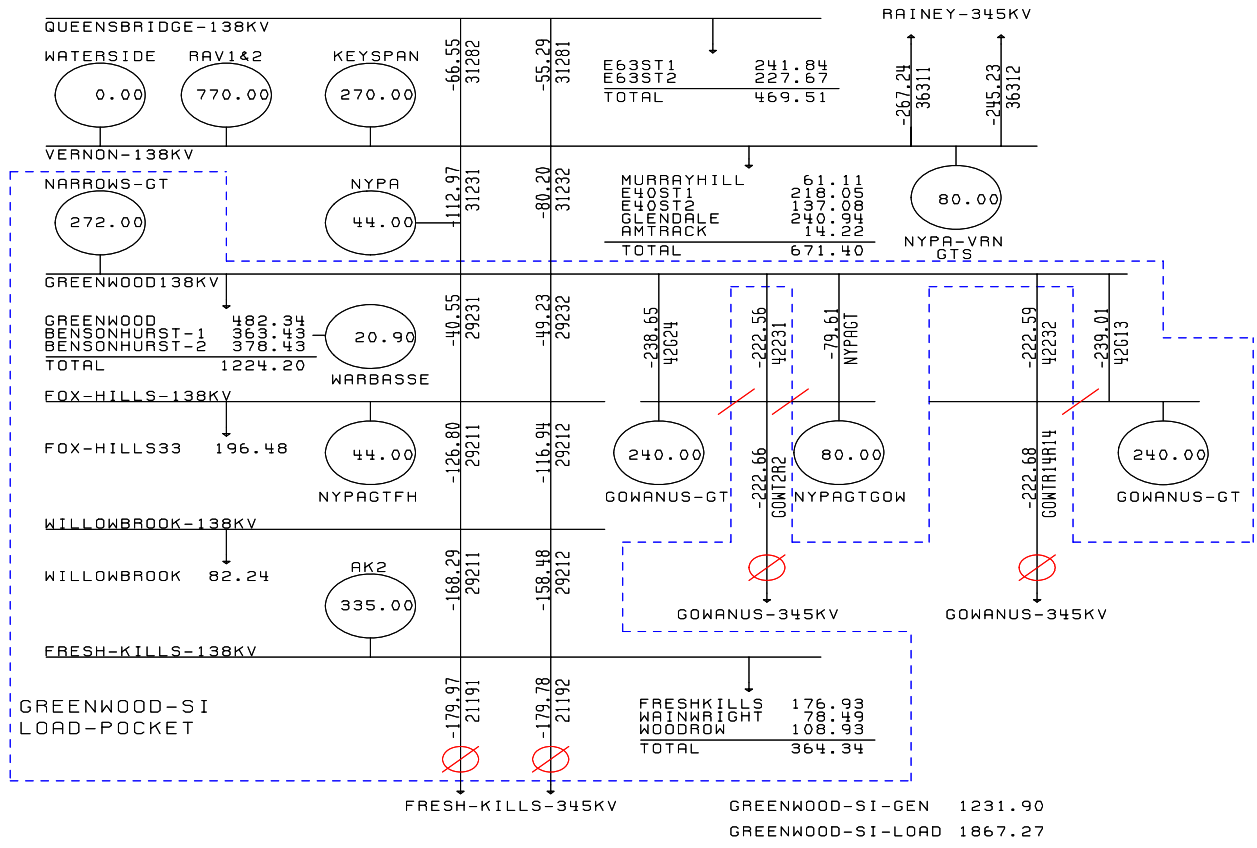 QUEENSBRIDGE-138KV
RAINEY-345KV
-66.55
31282
-55.29
31281
E63ST1 241.84
E63ST2 227.67
TOTAL 469.51
-267.24
36311
-245.23
36312
WATERSIDE
0.00
RAV1&2
770.00
KEYSPAN
270.00
VERNON-138KV
NARROWS-GT
272.00
NYPA
44.00
-112.97
31231
-80.20
31232
MURRAYHILL 61.11
E40ST1 218.05
E40ST2 137.08
GLENDALE 240.94
AMTRACK 14.22
TOTAL 671.40
80.00
NYPA-VRN
GTS
GREENWOOD138KV
GREENWOOD 482.34
BENSONHURST-1 363.43
BENSONHURST-2 378.43
TOTAL 1224.20
20.90
WARBASSE
-40.55
29231
-49.23
29232
-238.65
42G24
-222.56
42231
-79.61
NYPAGT
-222.59
42232
-239.01
42G13
FOX-HILLS-138KV
FOX-HILLS33 196.48
44.00
NYPAGTFH
-126.80
29211
-116.94
29212
240.00
GOWANUS-GT
-222.66
GOWT2R2
80.00
NYPAGTGOW
-222.68
GOWTR14R14
240.00
GOWANUS-GT
WILLOWBROOK-138KV
WILLOWBROOK 82.24
AK2
335.00
-168.29
29211
-158.48
29212
GOWANUS-345KV
GOWANUS-345KV
FRESH-KILLS-138KV
-179.97
21191
-179.78
21192
FRESHKILLS 176.93
WAINWRIGHT 78.49
WOODROW 108.93
TOTAL 364.34
GREENWOOD-SI
LOAD-POCKET
FRESH-KILLS-345KV
GREENWOOD-SI-GEN 1231.90
GREENWOOD-SI-LOAD 1867.27